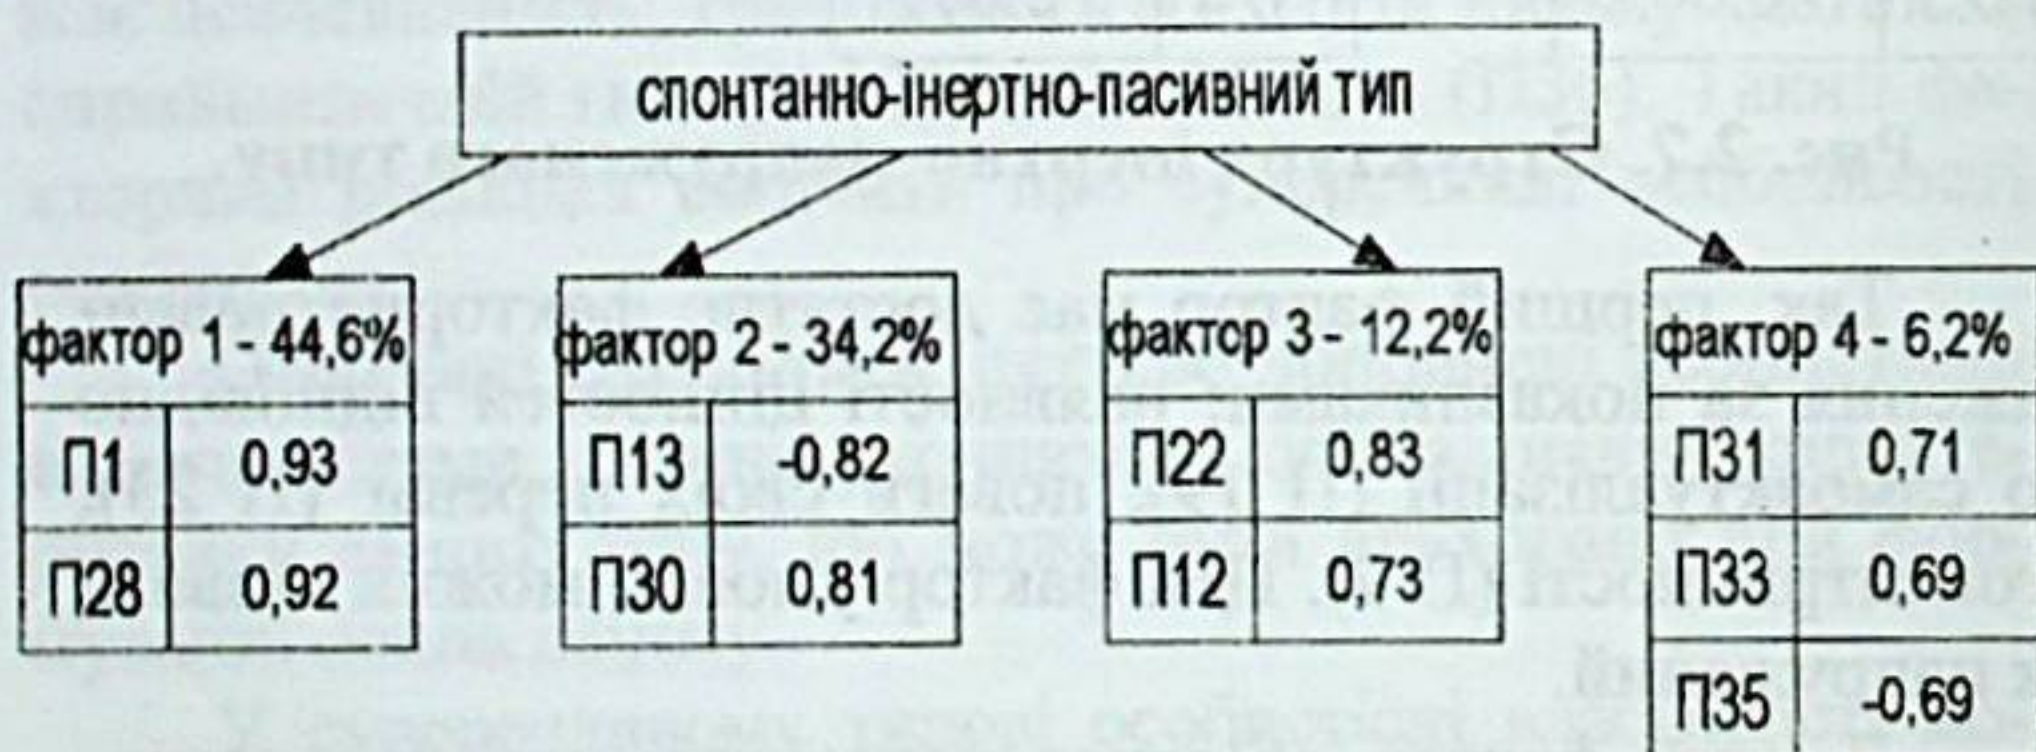 спонтанно-інертно-пасивний тип
фактор 1 - 44,6%
П1 0,93
П28 0,92
фактор 2 - 34,2%
П13 -0,82
П30 0,81
фактор 3 - 12,2%
П22 0,83
П12 0,73
фактор 4 - 6,2%
П31 0,71
П33 0,69
П35 -0,69